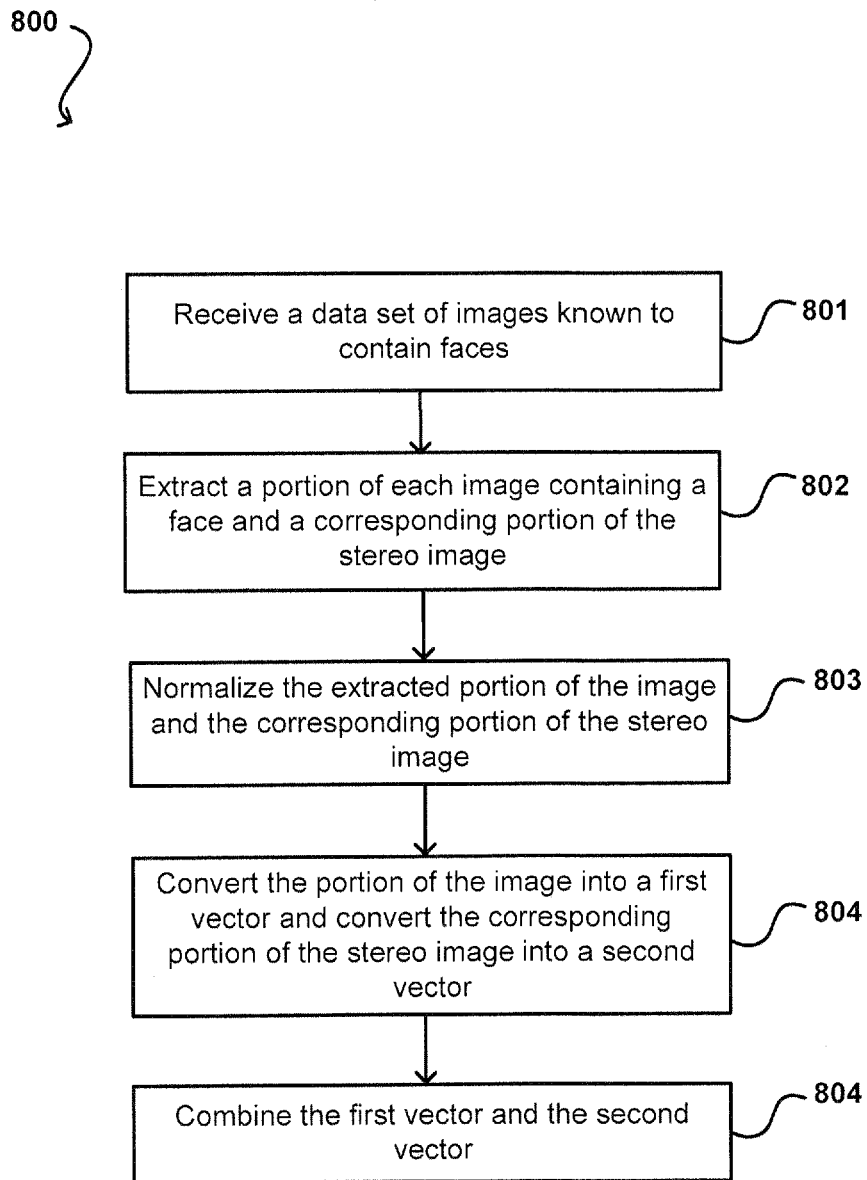 800
Receive a data set of images known to
contain faces
801
Extract a portion of each image containing a
face and a corresponding portion of the
stereo image
802
Normalize the extracted portion of the image
and the corresponding portion of the stereo
image
803
Convert the portion of the image into a first
vector and convert the corresponding
portion of the stereo image into a second
vector
804
Combine the first vector and the second
vector
804